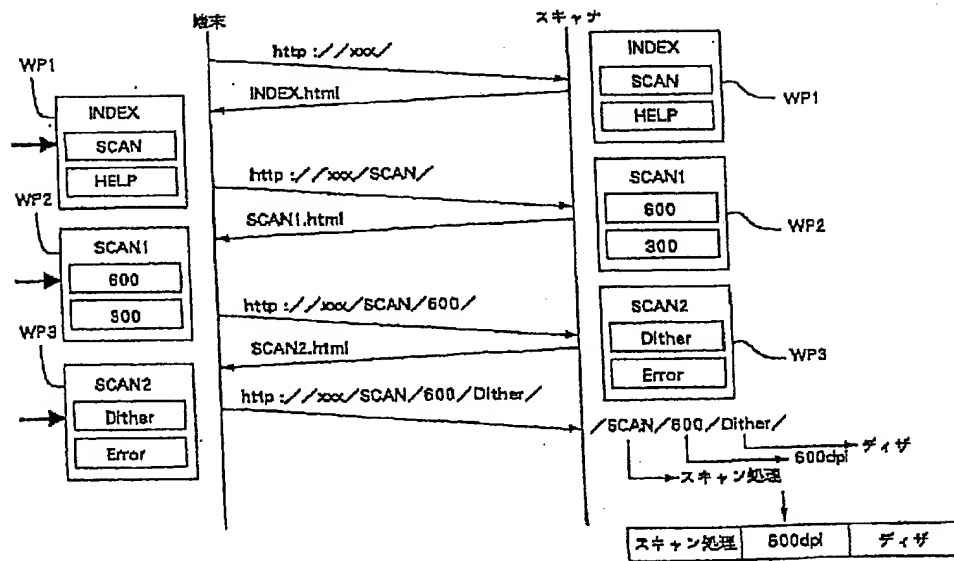 端末
スキャナ
http://xxx/
INDEX.html
http://xxx/SCAN/
SCAN1.html
http://xxx/SCAN/600/
SCAN2.html
http://xxx/SCAN/600/Dither/
WP1
INDEX
SCAN
HELP
WP2
SCAN1
600
300
WP3
SCAN2
Dither
Error
INDEX
SCAN
HELP
WP1
SCAN1
600
300
WP2
SCAN2
Dither
Error
WP3
/SCAN/600/Dither/
ディザ
600dpi
スキャン処理
スキャン処理 600dpi ディザ